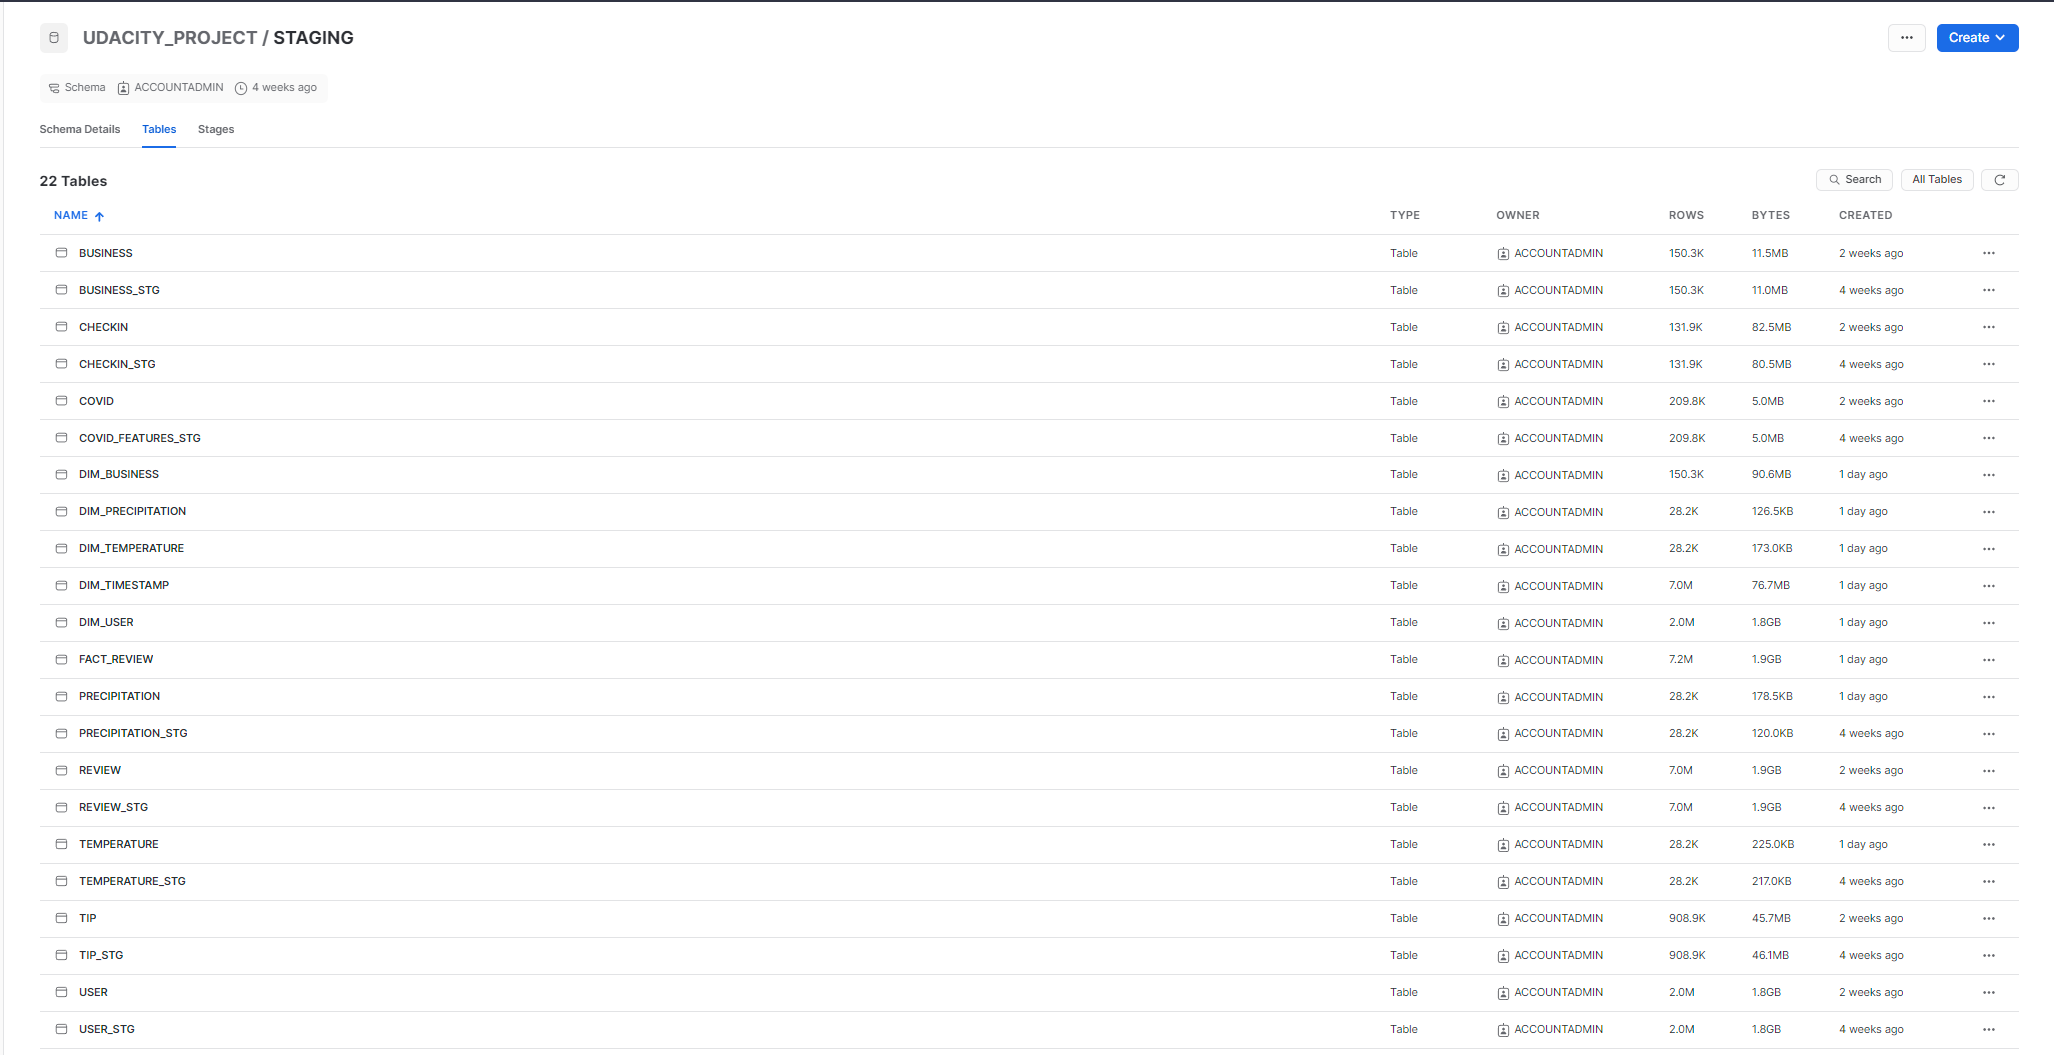 UDACITY_PROJECT / STAGING
Create
Schema ACCOUNTADMIN 4 weeks ago
Schema Details Tables Stages
22 Tables
Search All Tables
NAME TYPE OWNER ROWS BYTES CREATED
BUSINESS Table ACCOUNTADMIN 150.3K 11.5MB 2 weeks ago
BUSINESS_STG Table ACCOUNTADMIN 150.3K 11.0MB 4 weeks ago
CHECKIN Table ACCOUNTADMIN 131.9K 82.5MB 2 weeks ago
CHECKIN_STG Table ACCOUNTADMIN 131.9K 80.5MB 4 weeks ago
COVID Table ACCOUNTADMIN 209.8K 5.0MB 2 weeks ago
COVID_FEATURES_STG Table ACCOUNTADMIN 209.8K 5.0MB 4 weeks ago
DIM_BUSINESS Table ACCOUNTADMIN 150.3K 90.6MB 1 day ago
DIM_PRECIPITATION Table ACCOUNTADMIN 28.2K 126.5KB 1 day ago
DIM_TEMPERATURE Table ACCOUNTADMIN 28.2K 173.0KB 1 day ago
DIM_TIMESTAMP Table ACCOUNTADMIN 7.0M 76.7MB 1 day ago
DIM_USER Table ACCOUNTADMIN 2.0M 1.8GB 1 day ago
FACT_REVIEW Table ACCOUNTADMIN 7.2M 1.9GB 1 day ago
PRECIPITATION Table ACCOUNTADMIN 28.2K 178.5KB 1 day ago
PRECIPITATION_STG Table ACCOUNTADMIN 28.2K 120.0KB 4 weeks ago
REVIEW Table ACCOUNTADMIN 7.0M 1.9GB 2 weeks ago
REVIEW_STG Table ACCOUNTADMIN 7.0M 1.9GB 4 weeks ago
TEMPERATURE Table ACCOUNTADMIN 28.2K 225.0KB 1 day ago
TEMPERATURE_STG Table ACCOUNTADMIN 28.2K 217.0KB 4 weeks ago
TIP Table ACCOUNTADMIN 908.9K 45.7MB 2 weeks ago
TIP_STG Table ACCOUNTADMIN 908.9K 46.1MB 4 weeks ago
USER Table ACCOUNTADMIN 2.0M 1.8GB 2 weeks ago
USER_STG Table ACCOUNTADMIN 2.0M 1.8GB 4 weeks ago